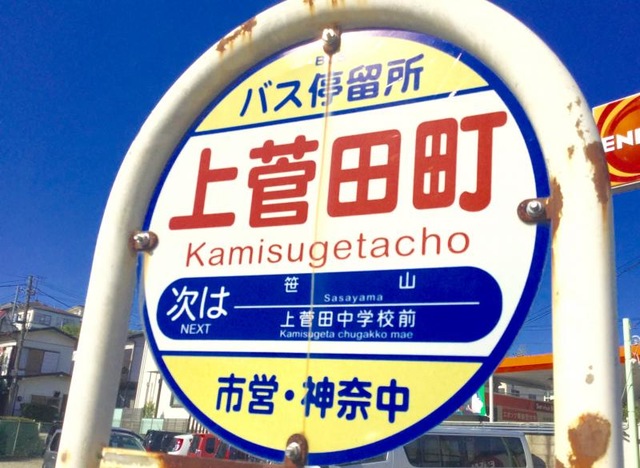 バス停留所
上菅田町
Kamisugetacho
次は
NEXT
笹山
Sasayama
上菅田中学校前
Kamisugeta chugakko mae
市営・神奈中
ENE